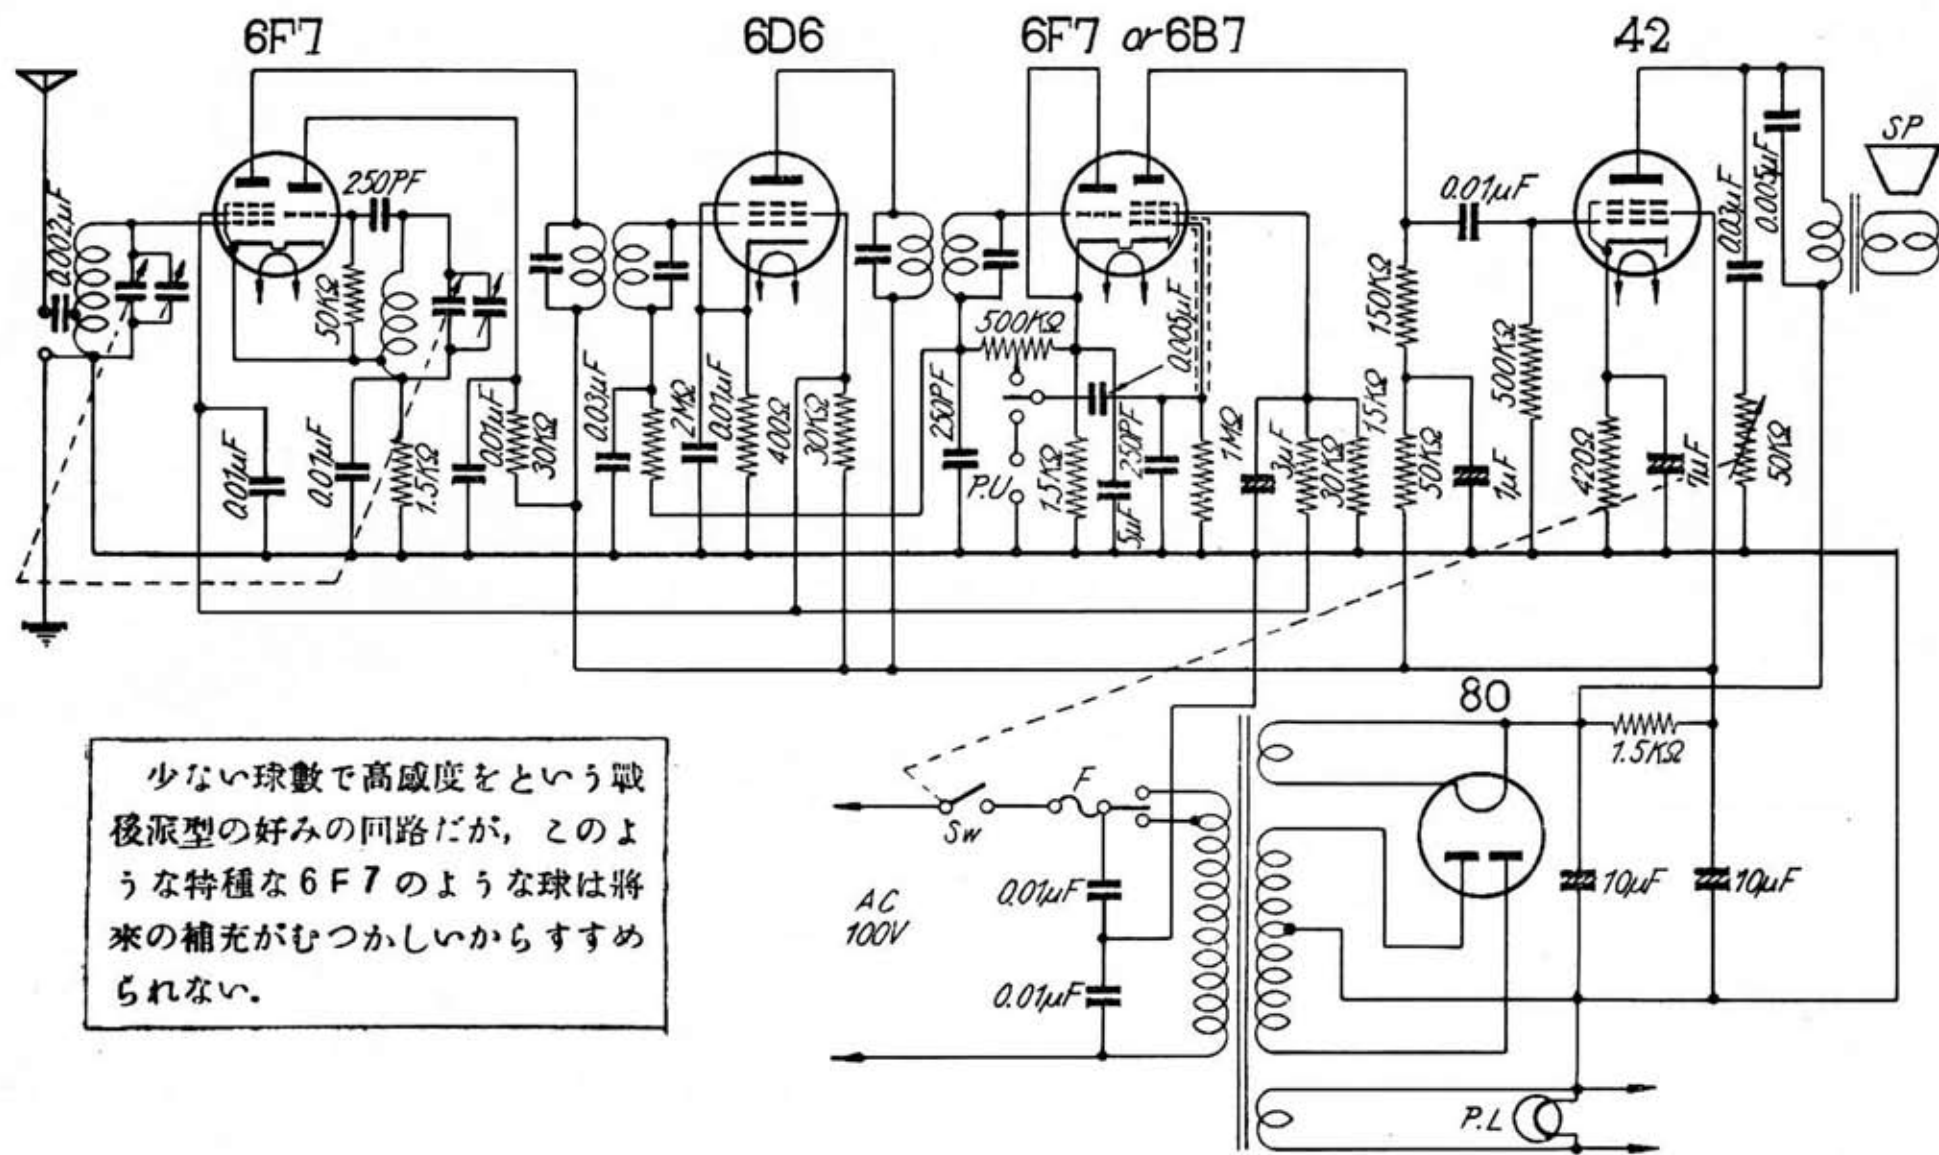 6F7
6D6
6F7 or 6B7
42
SP
0.002μF
250PF
50KΩ
0.01μF
0.01μF
1.5KΩ
0.01μF
30KΩ
0.03μF
2MΩ
0.01μF
400Ω
30KΩ
250PF
500KΩ
P.U
1.5KΩ
5μF
250PF
0.005μF
1MΩ
3μF
30KΩ
15KΩ
150KΩ
50KΩ
1μF
0.01μF
500KΩ
420Ω
7μF
0.03μF
50KΩ
0.005μF
80
1.5KΩ
10μF
10μF
Sw
F
AC
100V
0.01μF
0.01μF
P.L
少ない球數で高感度をという戰
後派型の好みの回路だが，このよ
うな特種な6F7のような球は將
來の補充がむつかしいからすすめ
られない．